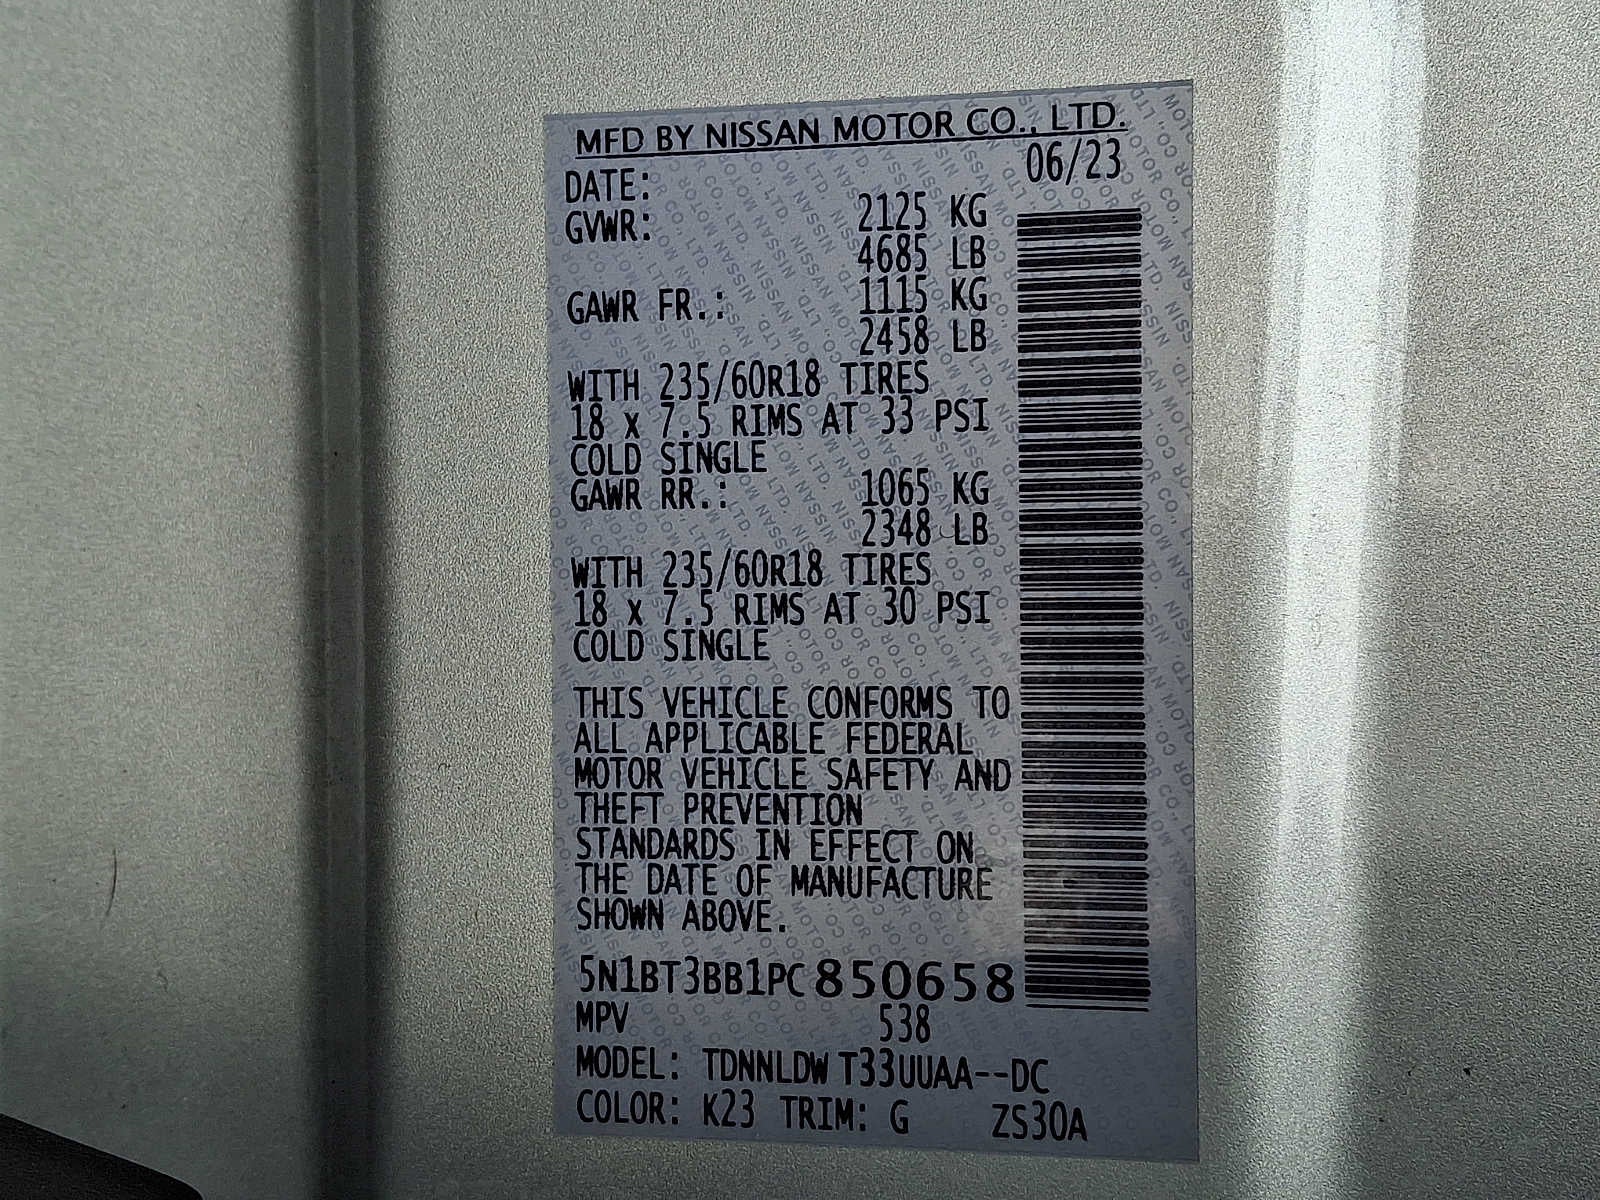 MFD BY NISSAN MOTOR CO., LTD.
DATE: 06/23
GVWR: 2125 KG
4685 LB
GAWR FR.: 1115 KG
2458 LB
WITH 235/60R18 TIRES
18 x 7.5 RIMS AT 33 PSI
COLD SINGLE
GAWR RR.: 1065 KG
2348 LB
WITH 235/60R18 TIRES
18 x 7.5 RIMS AT 30 PSI
COLD SINGLE
THIS VEHICLE CONFORMS TO
ALL APPLICABLE FEDERAL
MOTOR VEHICLE SAFETY AND
THEFT PREVENTION
STANDARDS IN EFFECT ON
THE DATE OF MANUFACTURE
SHOWN ABOVE.
5N1BT3BB1PC850658
MPV 538
MODEL: TDNNLDW T33UUAA--DC
COLOR: K23 TRIM: G ZS30A